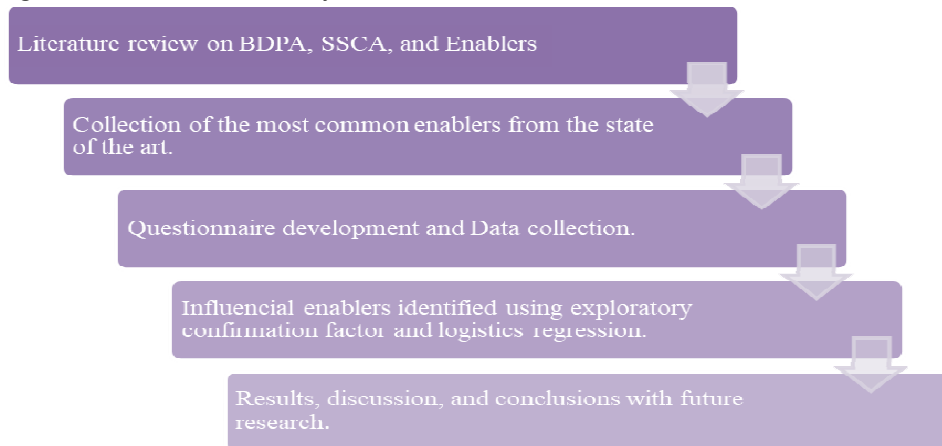 Literature review on BDPA, SSCA, and Enablers
Collection of the most common enablers from the state
of the art.
Questionnaire development and Data collection.
Influencial enablers identified using exploratory
confirmation factor and logistics regression.
Results, discussion, and conclusions with future
research.